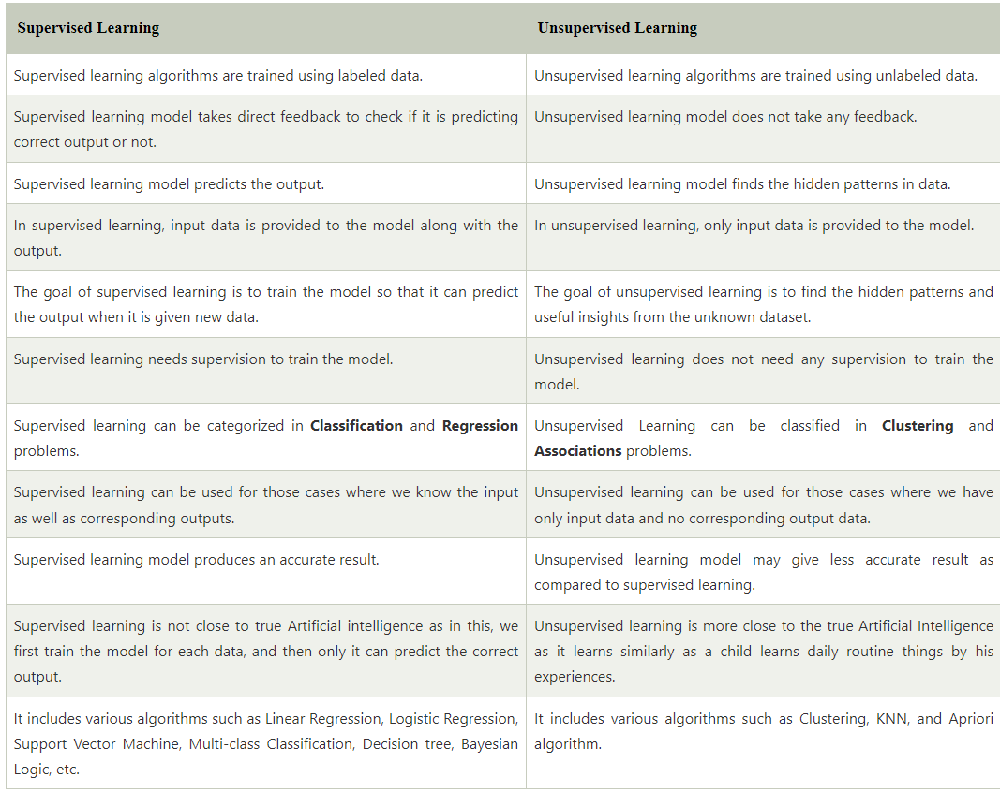 Supervised Learning
Unsupervised Learning
Supervised learning algorithms are trained using labeled data.
Unsupervised learning algorithms are trained using unlabeled data.
Supervised learning model takes direct feedback to check if it is predicting
correct output or not.
Unsupervised learning model does not take any feedback.
Supervised learning model predicts the output.
Unsupervised learning model finds the hidden patterns in data.
In supervised learning, input data is provided to the model along with the
output.
In unsupervised learning, only input data is provided to the model.
The goal of supervised learning is to train the model so that it can predict
the output when it is given new data.
The goal of unsupervised learning is to find the hidden patterns and
useful insights from the unknown dataset.
Supervised learning needs supervision to train the model.
Unsupervised learning does not need any supervision to train the
model.
Supervised learning can be categorized in Classification and Regression
problems.
Unsupervised Learning can be classified in Clustering and
Associations problems.
Supervised learning can be used for those cases where we know the input
as well as corresponding outputs.
Unsupervised learning can be used for those cases where we have
only input data and no corresponding output data.
Supervised learning model produces an accurate result.
Unsupervised learning model may give less accurate result as
compared to supervised learning.
Supervised learning is not close to true Artificial intelligence as in this, we
first train the model for each data, and then only it can predict the correct
output.
Unsupervised learning is more close to the true Artificial Intelligence
as it learns similarly as a child learns daily routine things by his
experiences.
It includes various algorithms such as Linear Regression, Logistic Regression,
Support Vector Machine, Multi-class Classification, Decision tree, Bayesian
Logic, etc.
It includes various algorithms such as Clustering, KNN, and Apriori
algorithm.